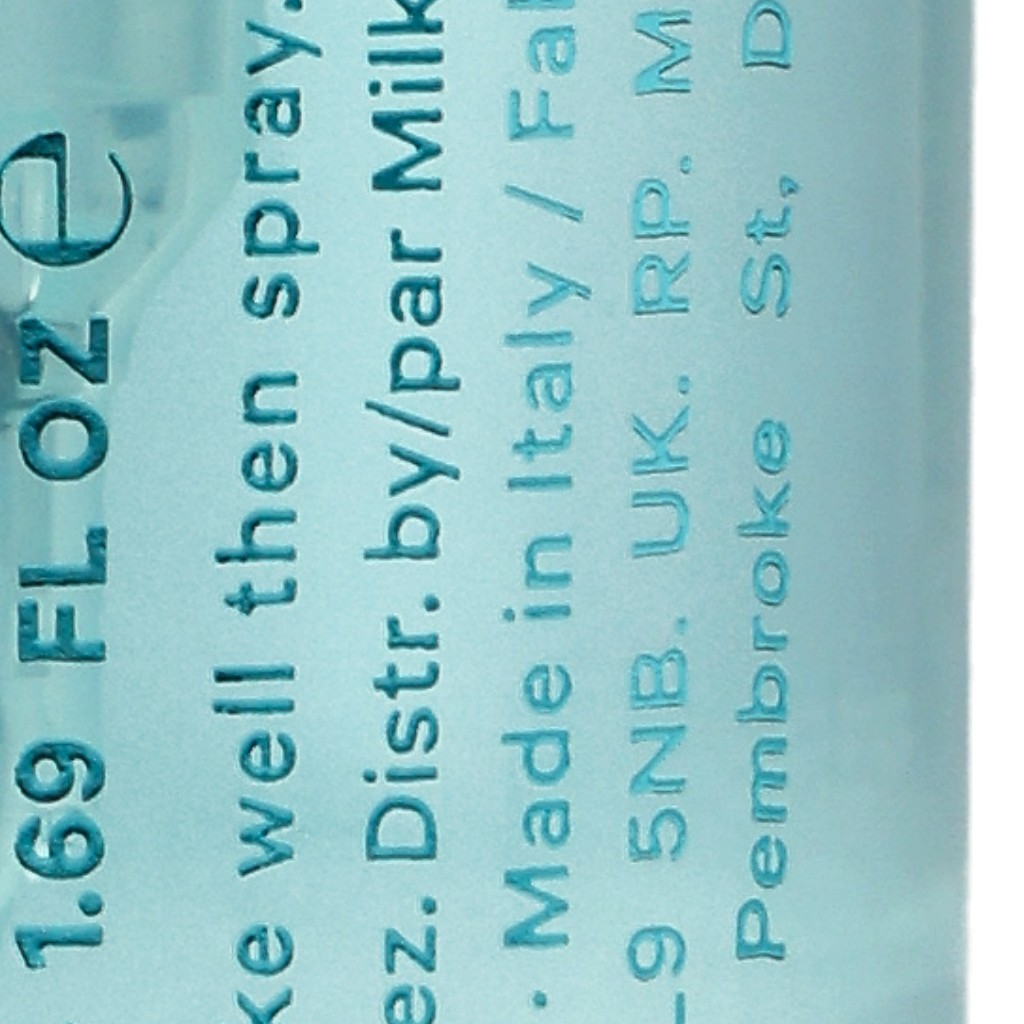 1.69 FL OZ e
ke well then spray.
ez. Distr. by/par Milk
· Made in Italy / Fa
9 5NB. UK. RP. M
Pembroke St, D